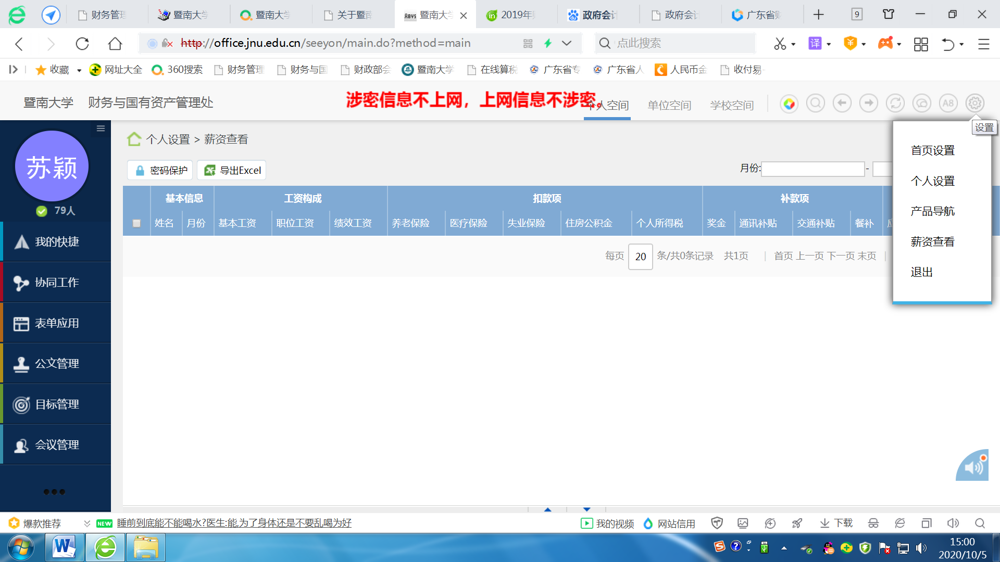 财务管理
暨南大学
暨南大学
关于暨南
暨南大学
2019年财
政府会计
政府会计
广东省财
9
http://office.jnu.edu.cn/seeyon/main.do?method=main
点此搜索
译
收藏
网址大全
360搜索
财务管理
财务与国
财政部会
暨南大学
在线算税
广东省专
广东省人
人民币金
收付易-
暨南大学 财务与国有资产管理处
涉密信息不上网，上网信息不涉密。
个人空间
单位空间
学校空间
A8
设置
首页设置
个人设置
产品导航
薪资查看
退出
苏颖
79人
我的快捷
协同工作
表单应用
公文管理
目标管理
会议管理
个人设置 > 薪资查看
密码保护
导出Excel
月份: -
基本信息 工资构成 扣款项 补款项
姓名 月份 基本工资 职位工资 绩效工资 养老保险 医疗保险 失业保险 住房公积金 个人所得税 奖金 通讯补贴 交通补贴 餐补
每页 20 条/共0条记录 共1页 | 首页 上一页 下一页 末页 |
爆款推荐
NEW 睡前到底能不能喝水?医生:能,为了身体还是不要乱喝为好
我的视频
网站信用
下载
15:00
2020/10/5